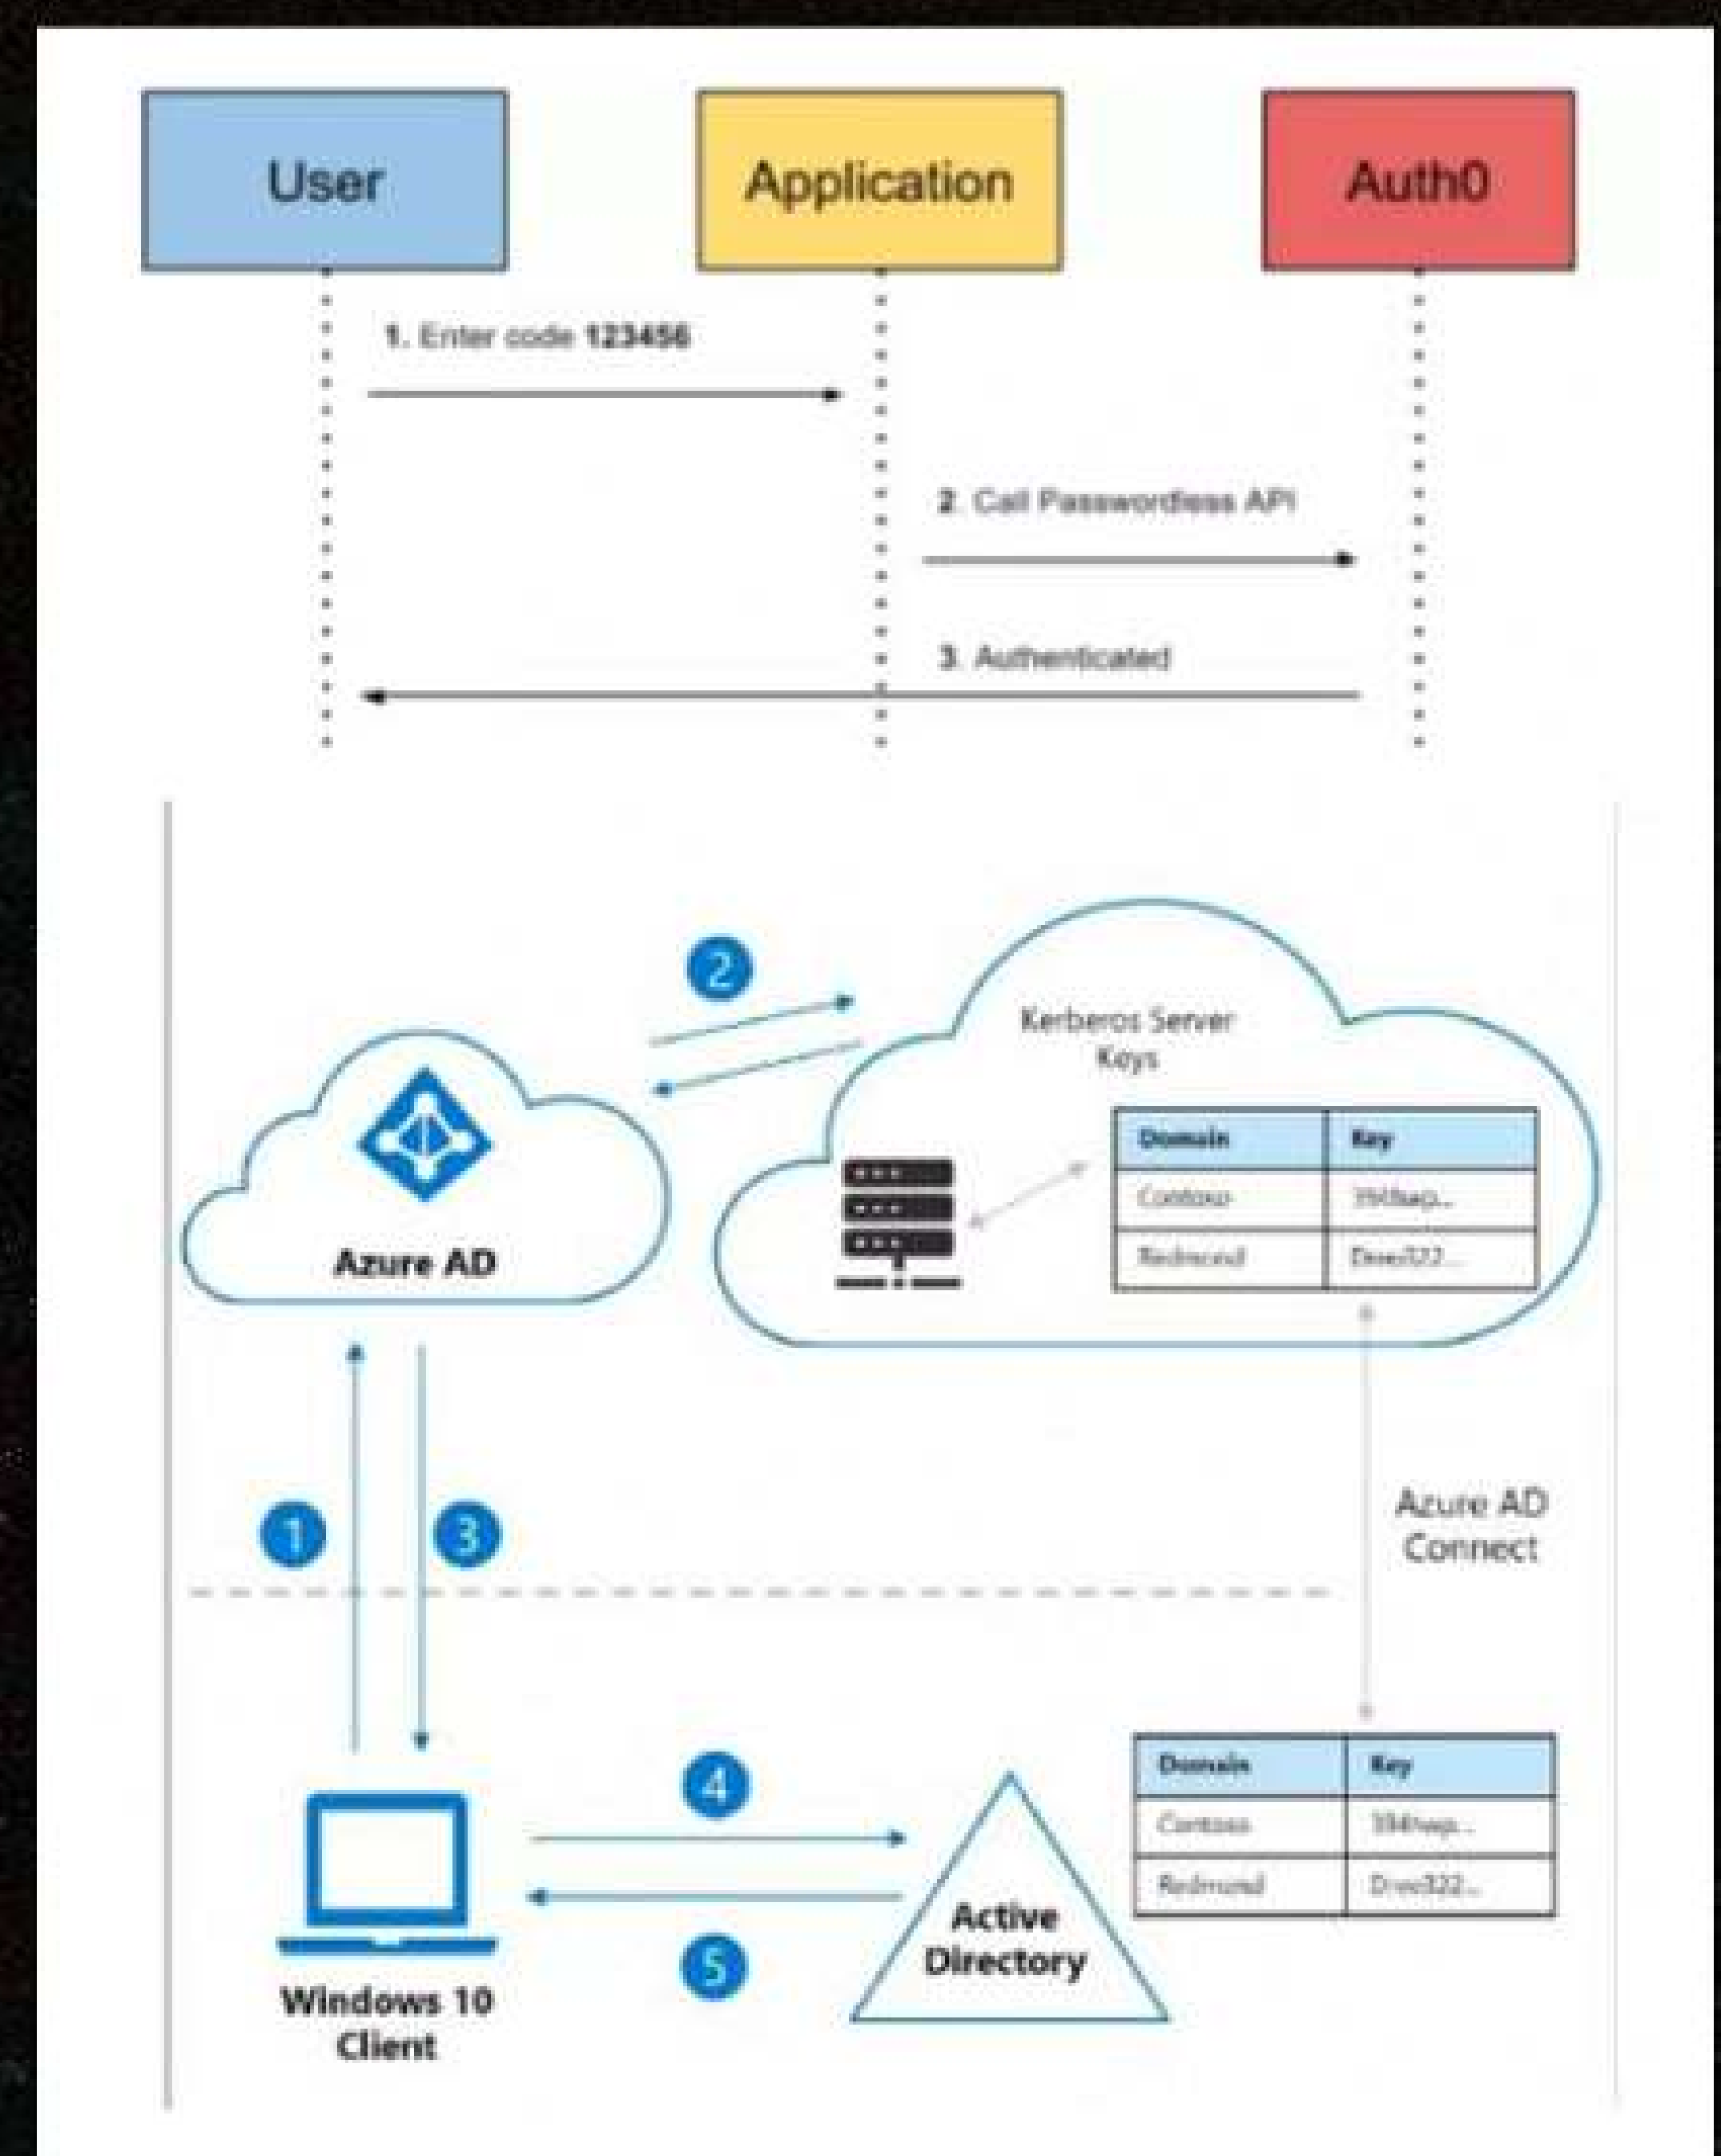 User
Application
Auth0
1. Enter code 123456
2. Call Passwordless API
3. Authenticated
2
Kerberos Server
Keys
Domain Key
Contoso
Redmond
Azure AD
1
3
Azure AD
Connect
4
Domain Key
Contoso
Redmond
Active
Directory
5
Windows 10
Client